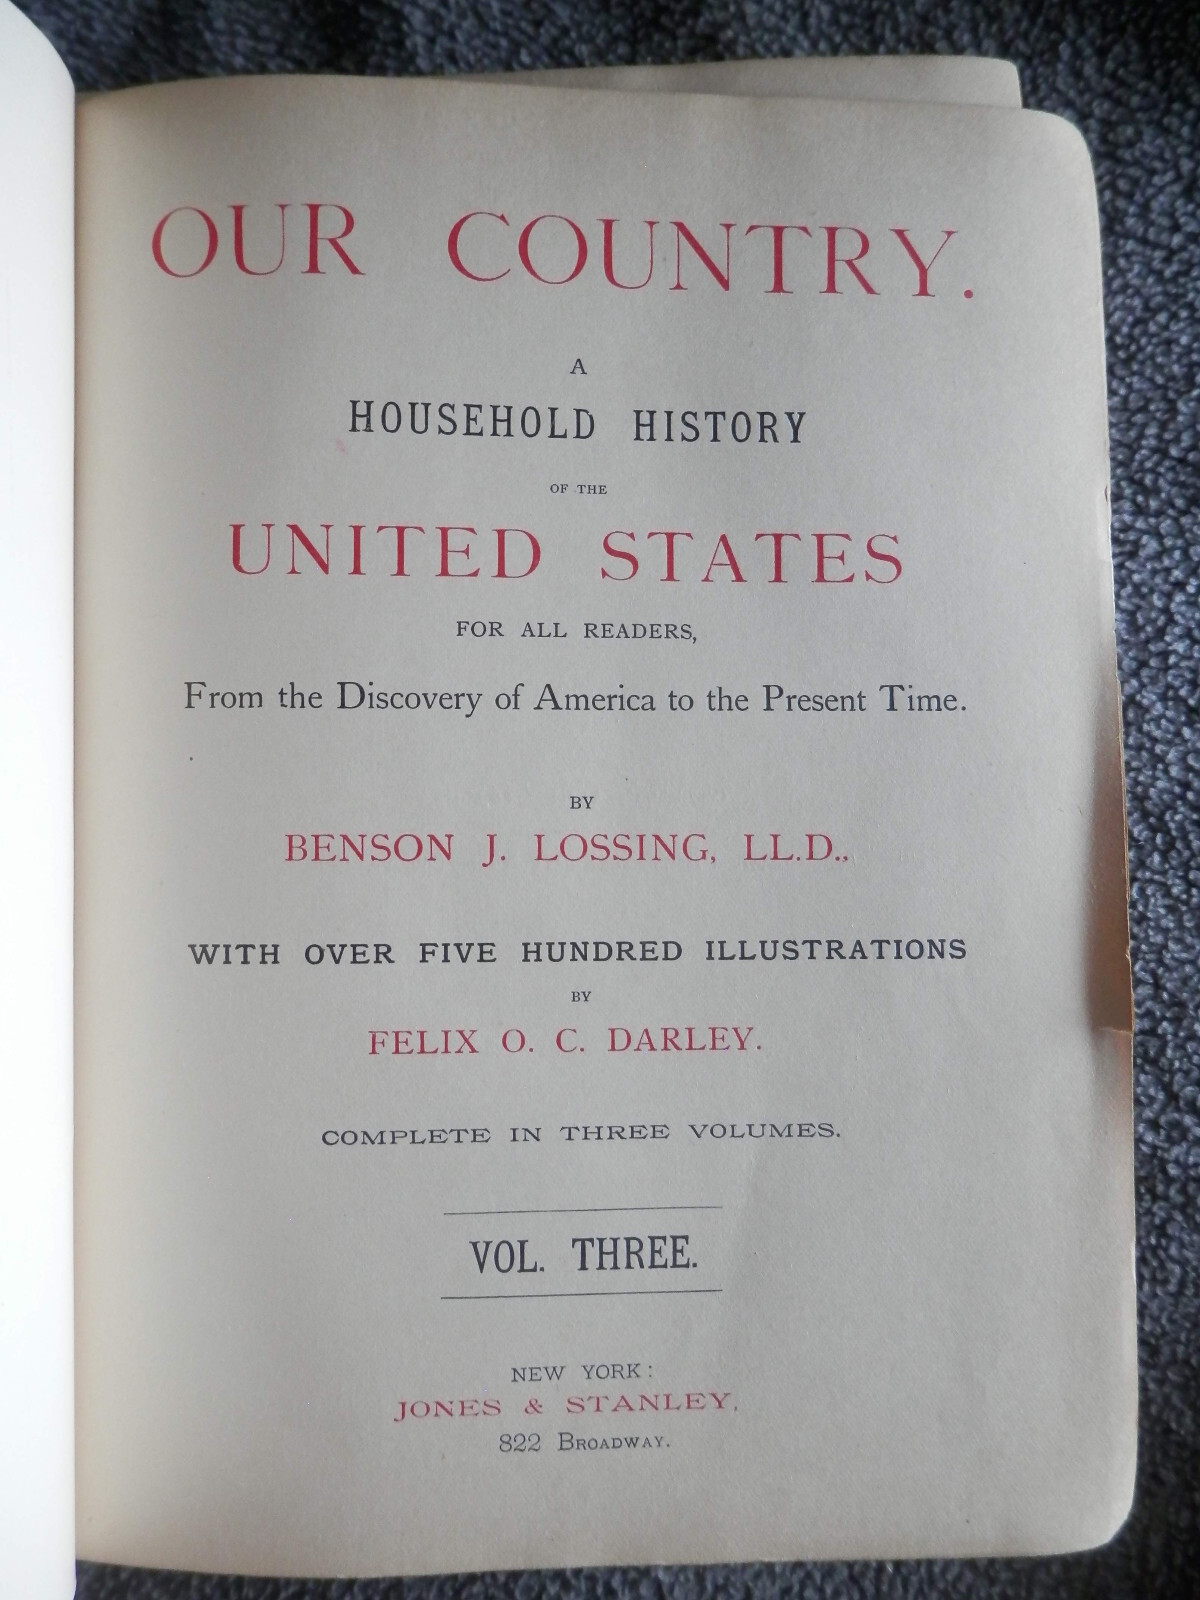 OUR COUNTRY.
A
HOUSEHOLD HISTORY
OF THE
UNITED STATES
FOR ALL READERS,
From the Discovery of America to the Present Time.
BY
BENSON J. LOSSING, LL.D.,
WITH OVER FIVE HUNDRED ILLUSTRATIONS
BY
FELIX O. C. DARLEY.
COMPLETE IN THREE VOLUMES.
VOL. THREE.
NEW YORK:
JONES & STANLEY,
822 BROADWAY.